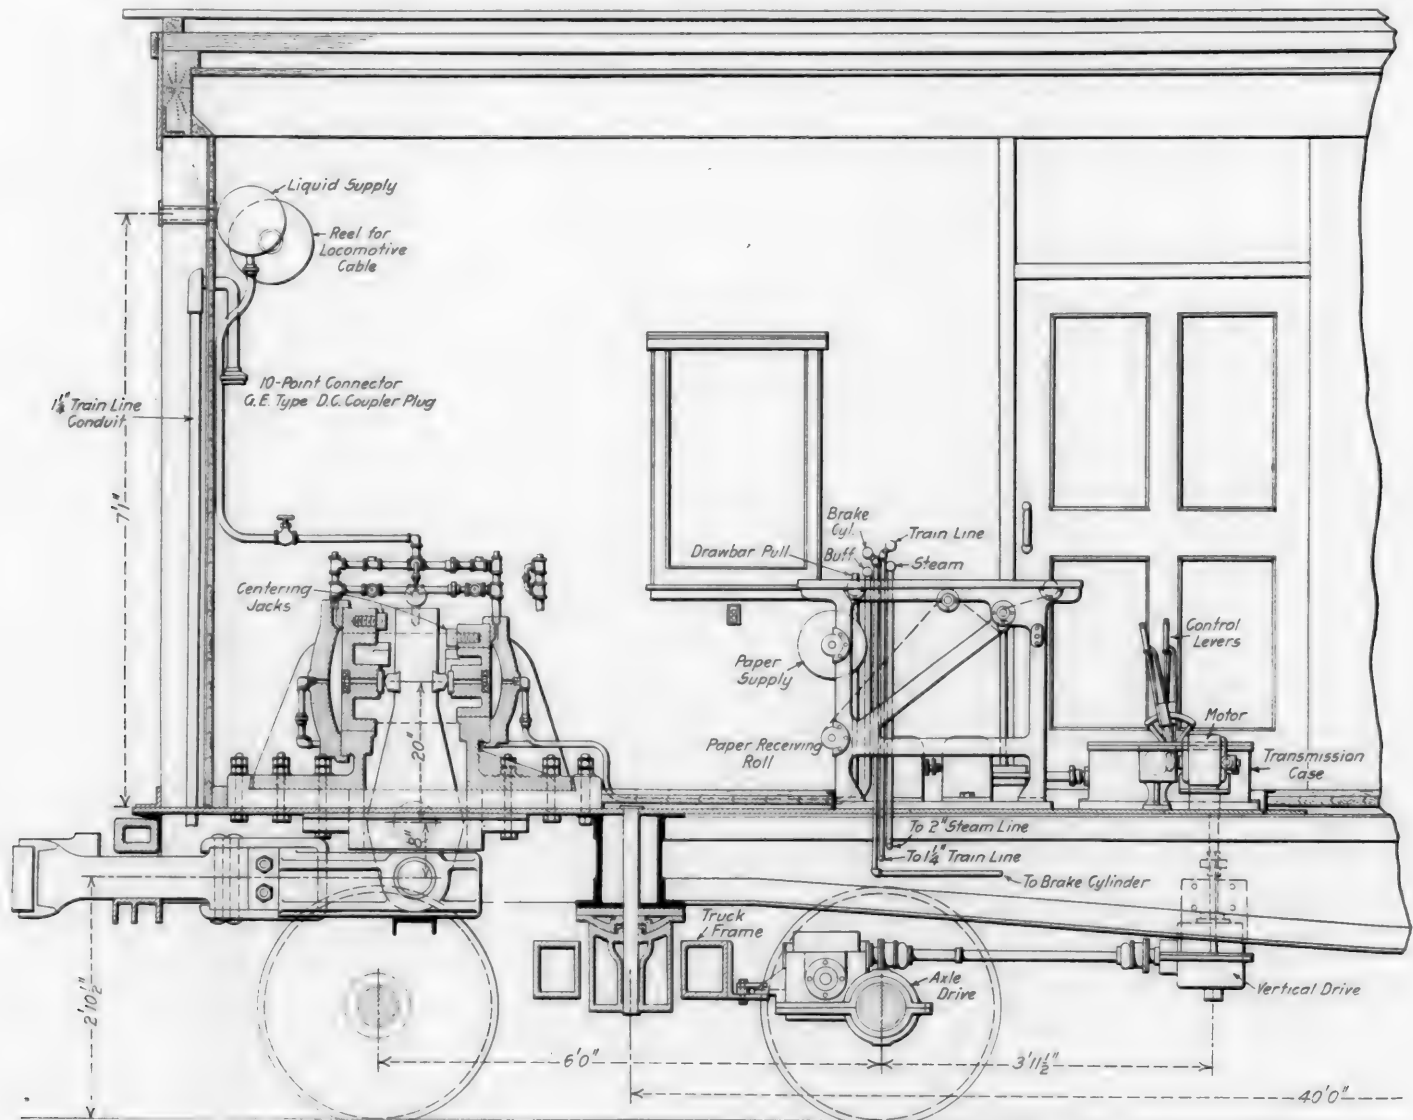 Liquid Supply
Reel for
Locomotive
Cable
10-Point Connector
G.E. Type D.C. Coupler Plug
1¼" Train Line
Conduit
7'1"
Brake
Cyl.
Train Line
Drawbar Pull
Buff.
Steam
Centering
Jacks
Control
Levers
Paper
Supply
Motor
20"
Paper Receiving
Roll
Transmission
Case
8"
To 2" Steam Line
To 1¼" Train Line
To Brake Cylinder
Truck
Frame
Axle
Drive
Vertical Drive
2'10½"
6'0"
3'11½"
40'0"